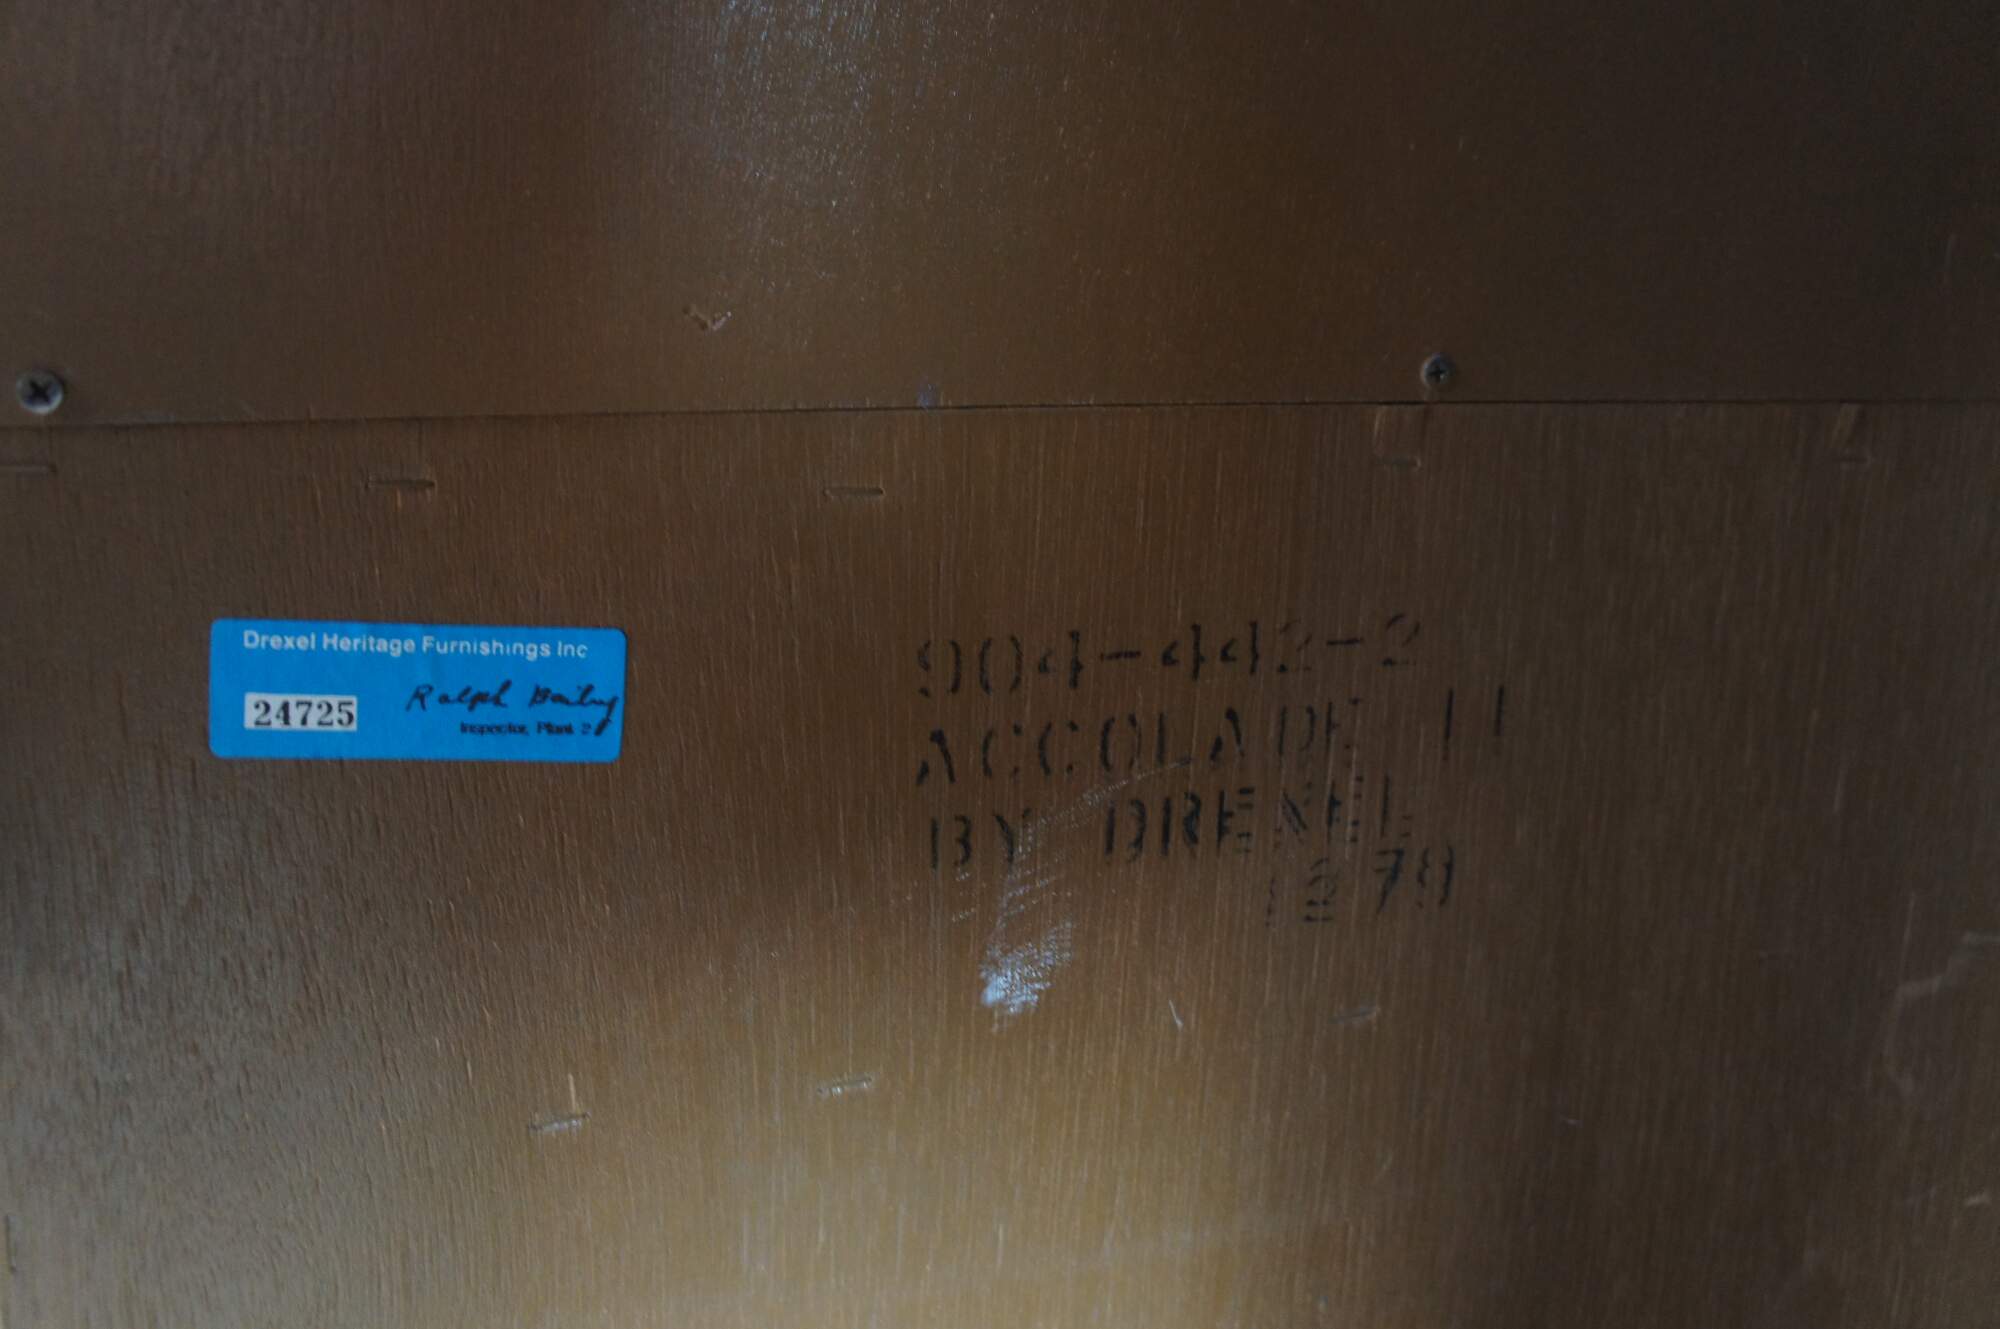 Drexel Heritage Furnishings Inc
24725
Ralph Bailey
Inspector, Plant 2
904-442-2
ACCOLADE II
BY DREXEL
1278